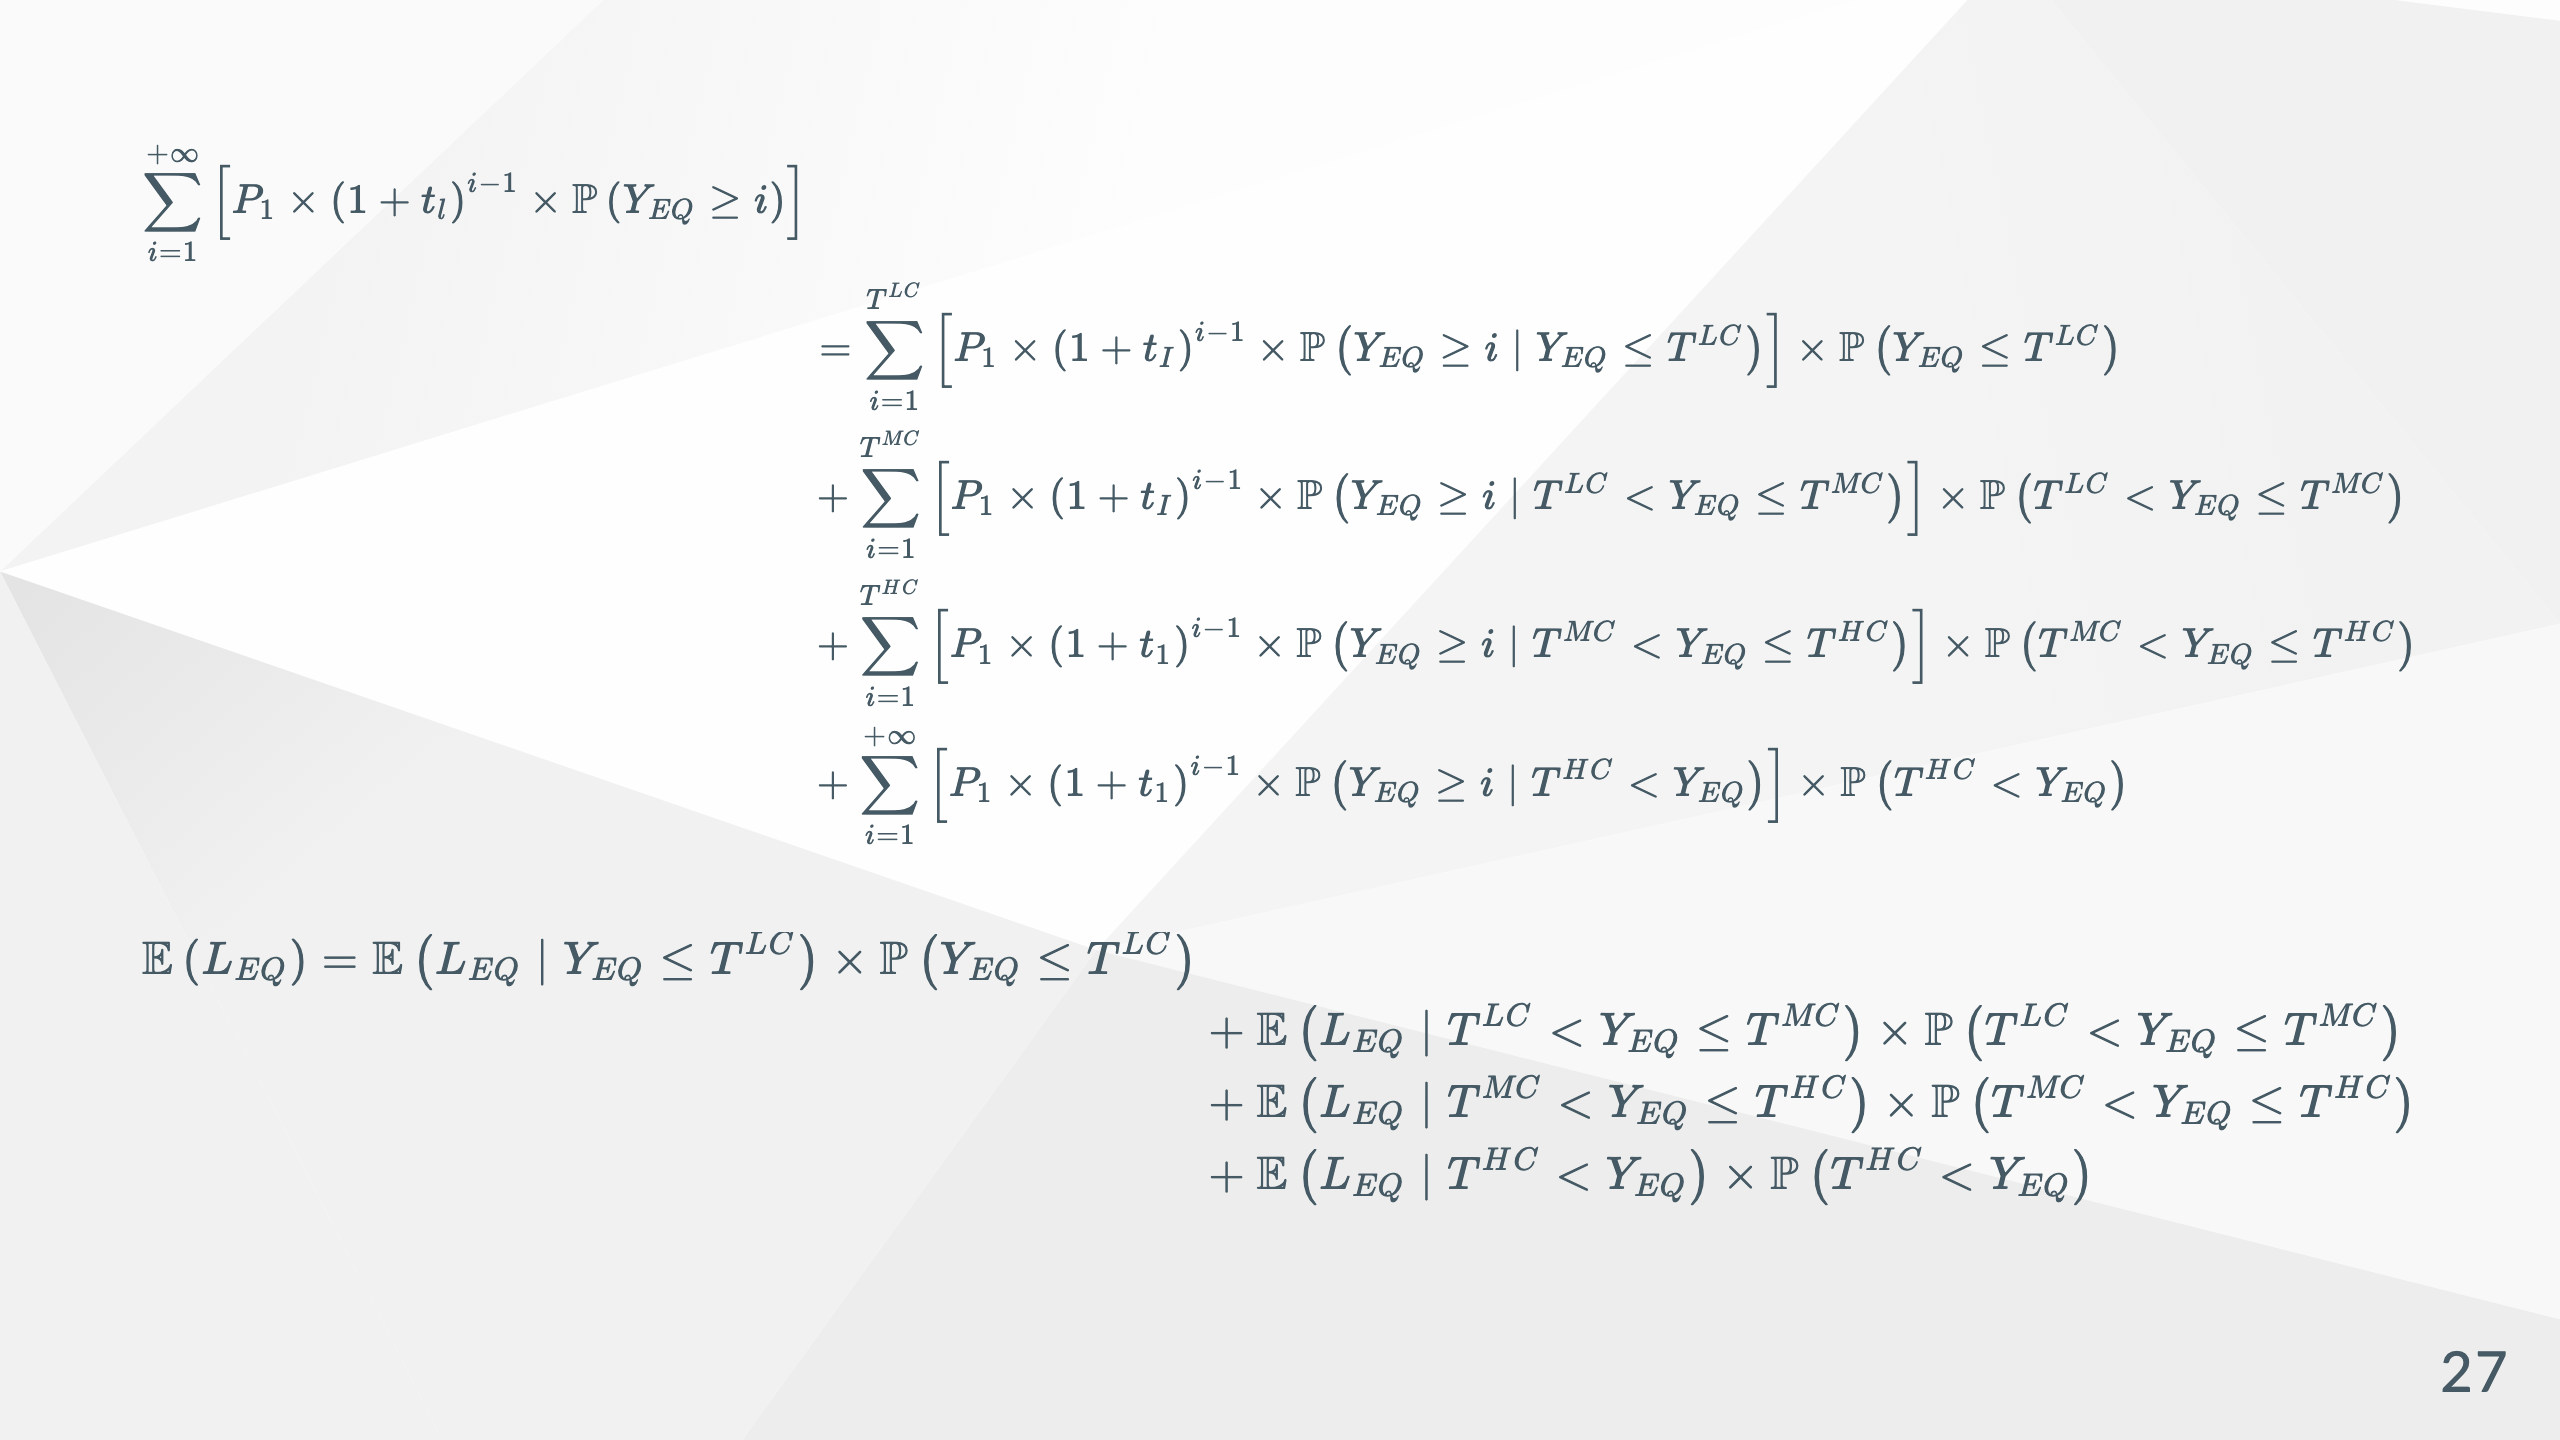 $\sum_{i=1}^{+\infty} \left[ P_1 \times (1 + t_l)^{i-1} \times \mathbb{P}(Y_{EQ} \geq i) \right]$
$= \sum_{i=1}^{T^{LC}} \left[ P_1 \times (1 + t_I)^{i-1} \times \mathbb{P}(Y_{EQ} \geq i \mid Y_{EQ} \leq T^{LC}) \right] \times \mathbb{P}(Y_{EQ} \leq T^{LC})$
$+ \sum_{i=1}^{T^{MC}} \left[ P_1 \times (1 + t_I)^{i-1} \times \mathbb{P}(Y_{EQ} \geq i \mid T^{LC} < Y_{EQ} \leq T^{MC}) \right] \times \mathbb{P}(T^{LC} < Y_{EQ} \leq T^{MC})$
$+ \sum_{i=1}^{T^{HC}} \left[ P_1 \times (1 + t_1)^{i-1} \times \mathbb{P}(Y_{EQ} \geq i \mid T^{MC} < Y_{EQ} \leq T^{HC}) \right] \times \mathbb{P}(T^{MC} < Y_{EQ} \leq T^{HC})$
$+ \sum_{i=1}^{+\infty} \left[ P_1 \times (1 + t_1)^{i-1} \times \mathbb{P}(Y_{EQ} \geq i \mid T^{HC} < Y_{EQ}) \right] \times \mathbb{P}(T^{HC} < Y_{EQ})$
$\mathbb{E}(L_{EQ}) = \mathbb{E}(L_{EQ} \mid Y_{EQ} \leq T^{LC}) \times \mathbb{P}(Y_{EQ} \leq T^{LC})$
$+ \mathbb{E}(L_{EQ} \mid T^{LC} < Y_{EQ} \leq T^{MC}) \times \mathbb{P}(T^{LC} < Y_{EQ} \leq T^{MC})$
$+ \mathbb{E}(L_{EQ} \mid T^{MC} < Y_{EQ} \leq T^{HC}) \times \mathbb{P}(T^{MC} < Y_{EQ} \leq T^{HC})$
$+ \mathbb{E}(L_{EQ} \mid T^{HC} < Y_{EQ}) \times \mathbb{P}(T^{HC} < Y_{EQ})$
27